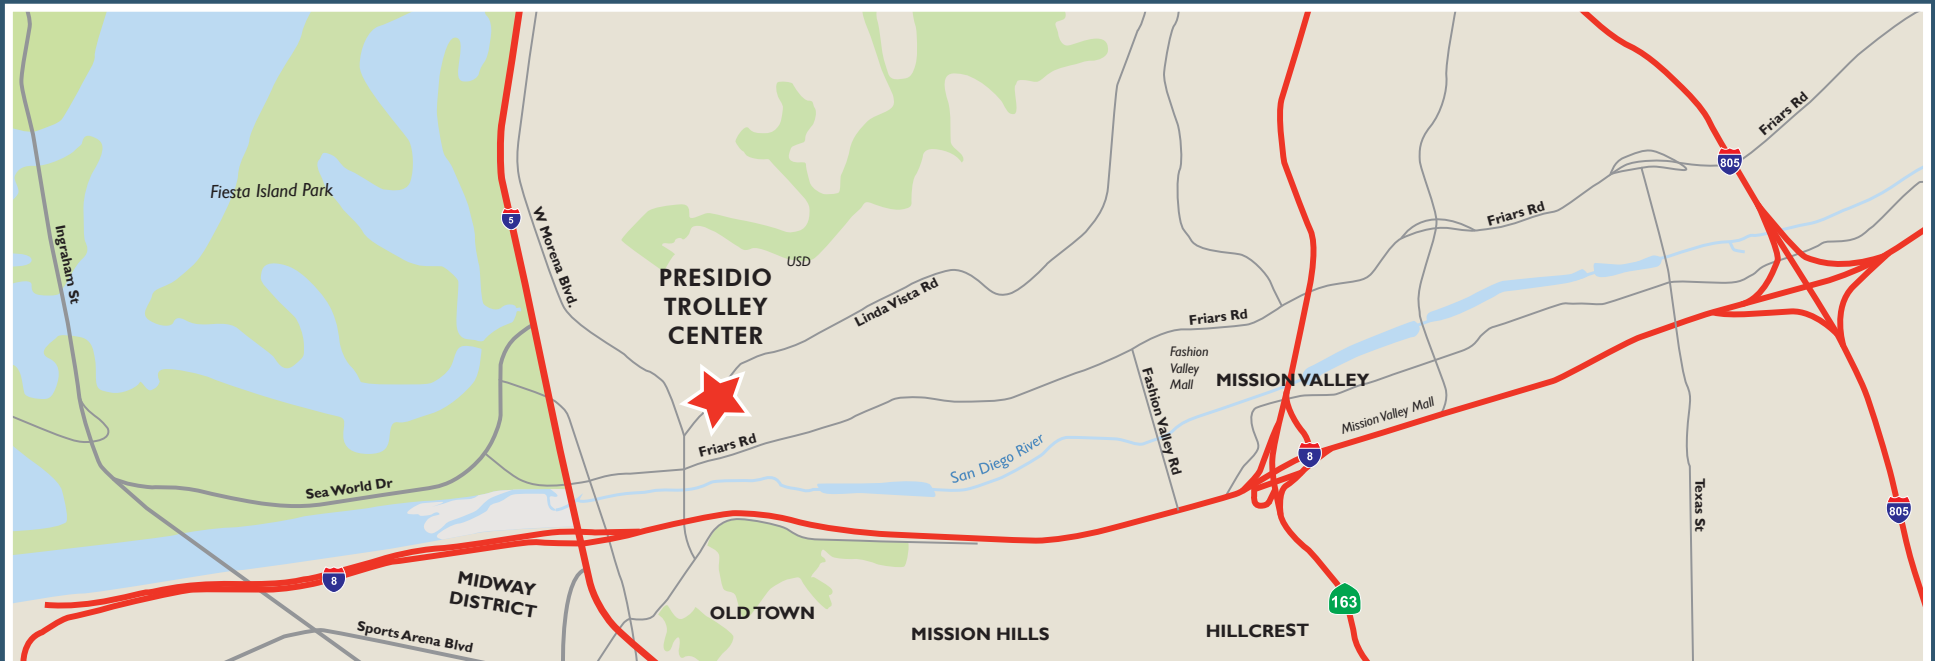 Friars Rd
805
Fiesta Island Park
Ingraham St
5
W Morena Blvd.
Friars Rd
USD
PRESIDIO
TROLLEY
CENTER
Linda Vista Rd
Friars Rd
Fashion
Valley
Mall
MISSION VALLEY
Fashion Valley Rd
Mission Valley Mall
Friars Rd
San Diego River
8
Sea World Dr
Texas St
805
8
MIDWAY
DISTRICT
OLD TOWN
163
Sports Arena Blvd
MISSION HILLS
HILLCREST